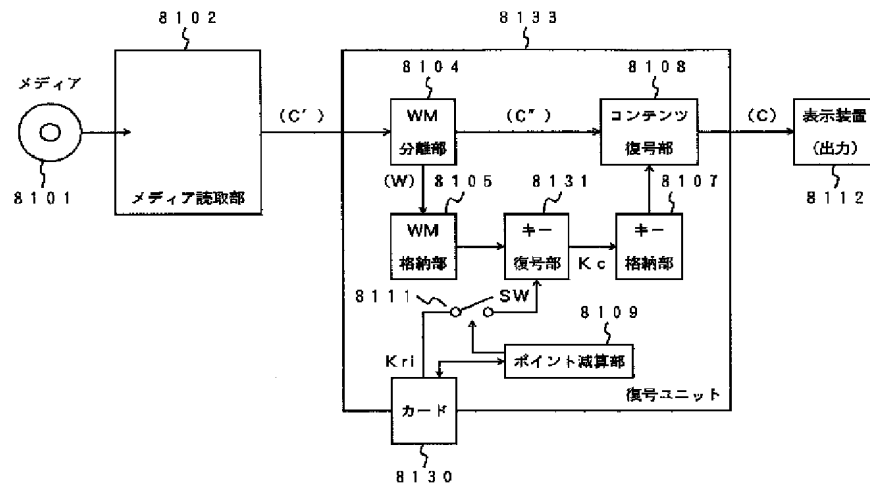 8102
8133
8104
8108
メディア
(C′)
WM
分離部
(C″)
コンテンツ
復号部
(C)
表示装置
(出力)
8101
メディア読取部
(W)
8105
8131
8107
8112
WM
格納部
キー
復号部
Kc
キー
格納部
8111
SW
8109
Kri
ポイント減算部
復号ユニット
カード
8130